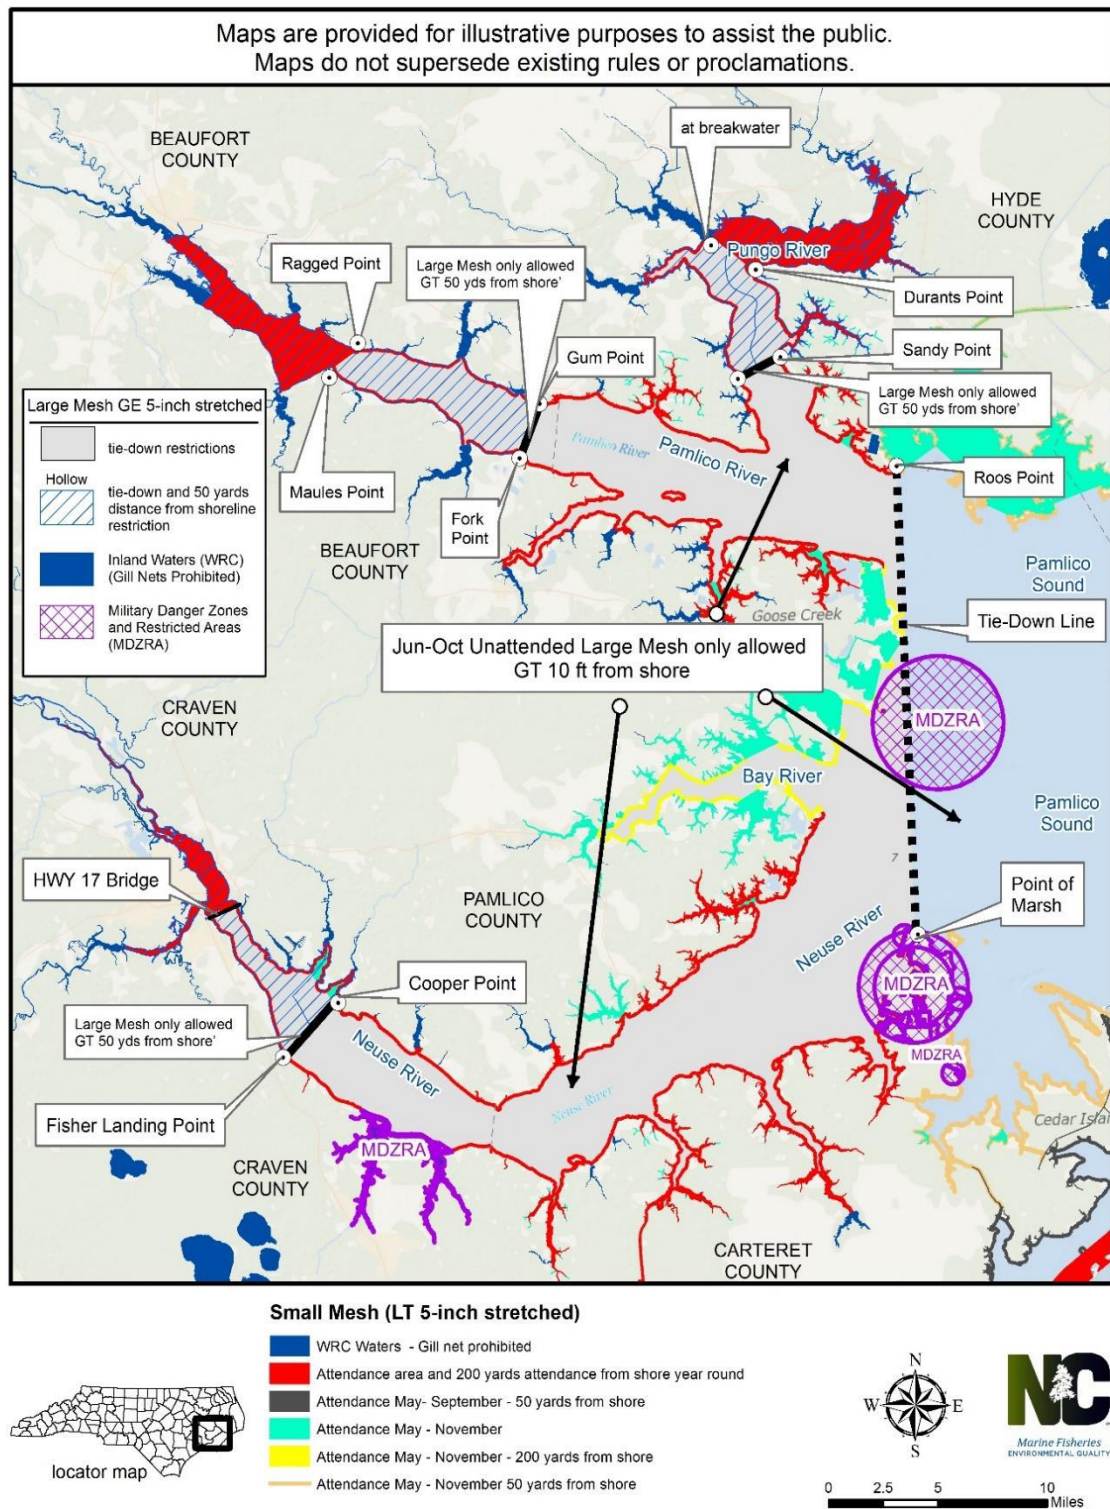 Maps are provided for illustrative purposes to assist the public.
Maps do not supersede existing rules or proclamations.
BEAUFORT
COUNTY
at breakwater
HYDE
COUNTY
Ragged Point
Large Mesh only allowed
GT 50 yds from shore'
Pungo River
Durants Point
Gum Point
Sandy Point
Large Mesh only allowed
GT 50 yds from shore'
Large Mesh GE 5-inch stretched
tie-down restrictions
Hollow
tie-down and 50 yards
distance from shoreline
restriction
Inland Waters (WRC)
(Gill Nets Prohibited)
Military Danger Zones
and Restricted Areas
(MDZRA)
Maules Point
Pamlico River
Pamlico River
Fork
Point
Roos Point
BEAUFORT
COUNTY
Pamlico
Sound
Goose Creek
Tie-Down Line
Jun-Oct Unattended Large Mesh only allowed
GT 10 ft from shore
CRAVEN
COUNTY
MDZRA
Bay River
Pamlico
Sound
7
HWY 17 Bridge
PAMLICO
COUNTY
Point of
Marsh
Neuse River
Cooper Point
MDZRA
Large Mesh only allowed
GT 50 yds from shore'
Neuse River
MDZRA
Neuse River
Fisher Landing Point
MDZRA
Cedar Islan
CRAVEN
COUNTY
CARTERET
COUNTY
Small Mesh (LT 5-inch stretched)
WRC Waters - Gill net prohibited
Attendance area and 200 yards attendance from shore year round
Attendance May- September - 50 yards from shore
Attendance May - November
Attendance May - November - 200 yards from shore
Attendance May - November 50 yards from shore
locator map
N
W E
S
NC
Marine Fisheries
ENVIRONMENTAL QUALITY
0 2.5 5 10
Miles